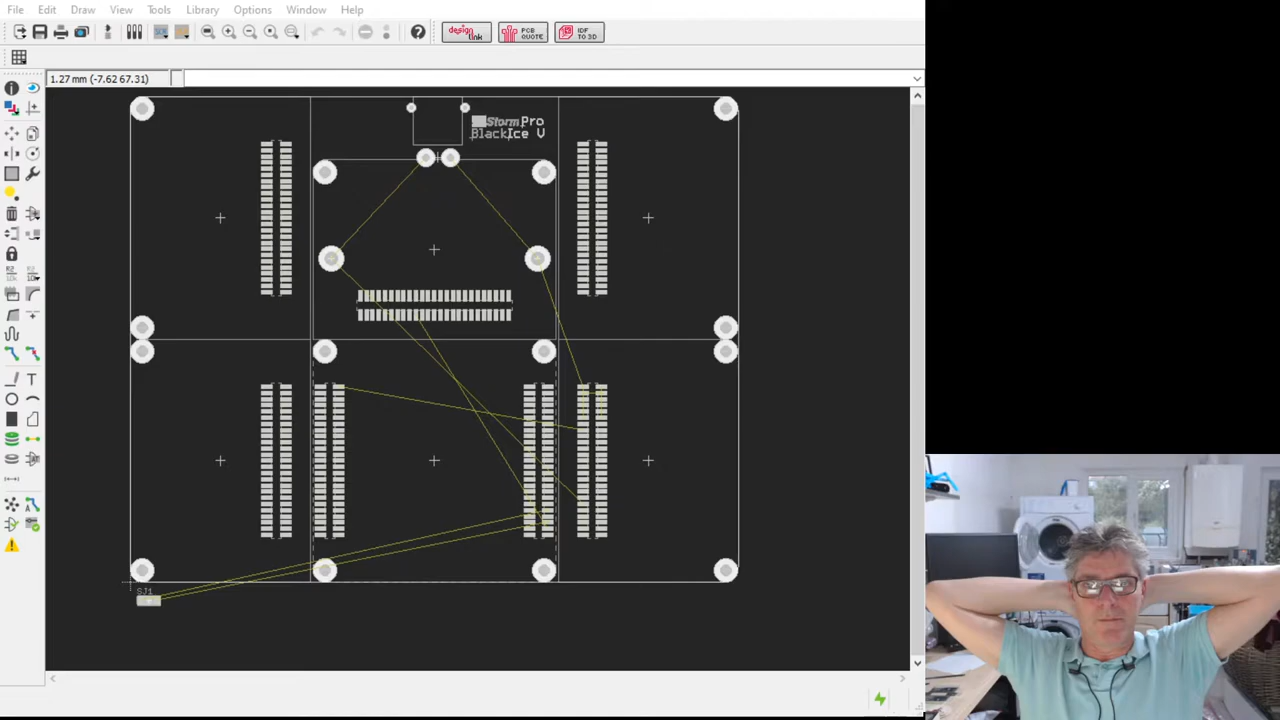 File Edit View Draw Tools Library Options Window Help
design link PCB QUOTE IDF TO 3D
1.27 mm (-7.62 67.31)
Storm Pro
BlackIce V
SJ1